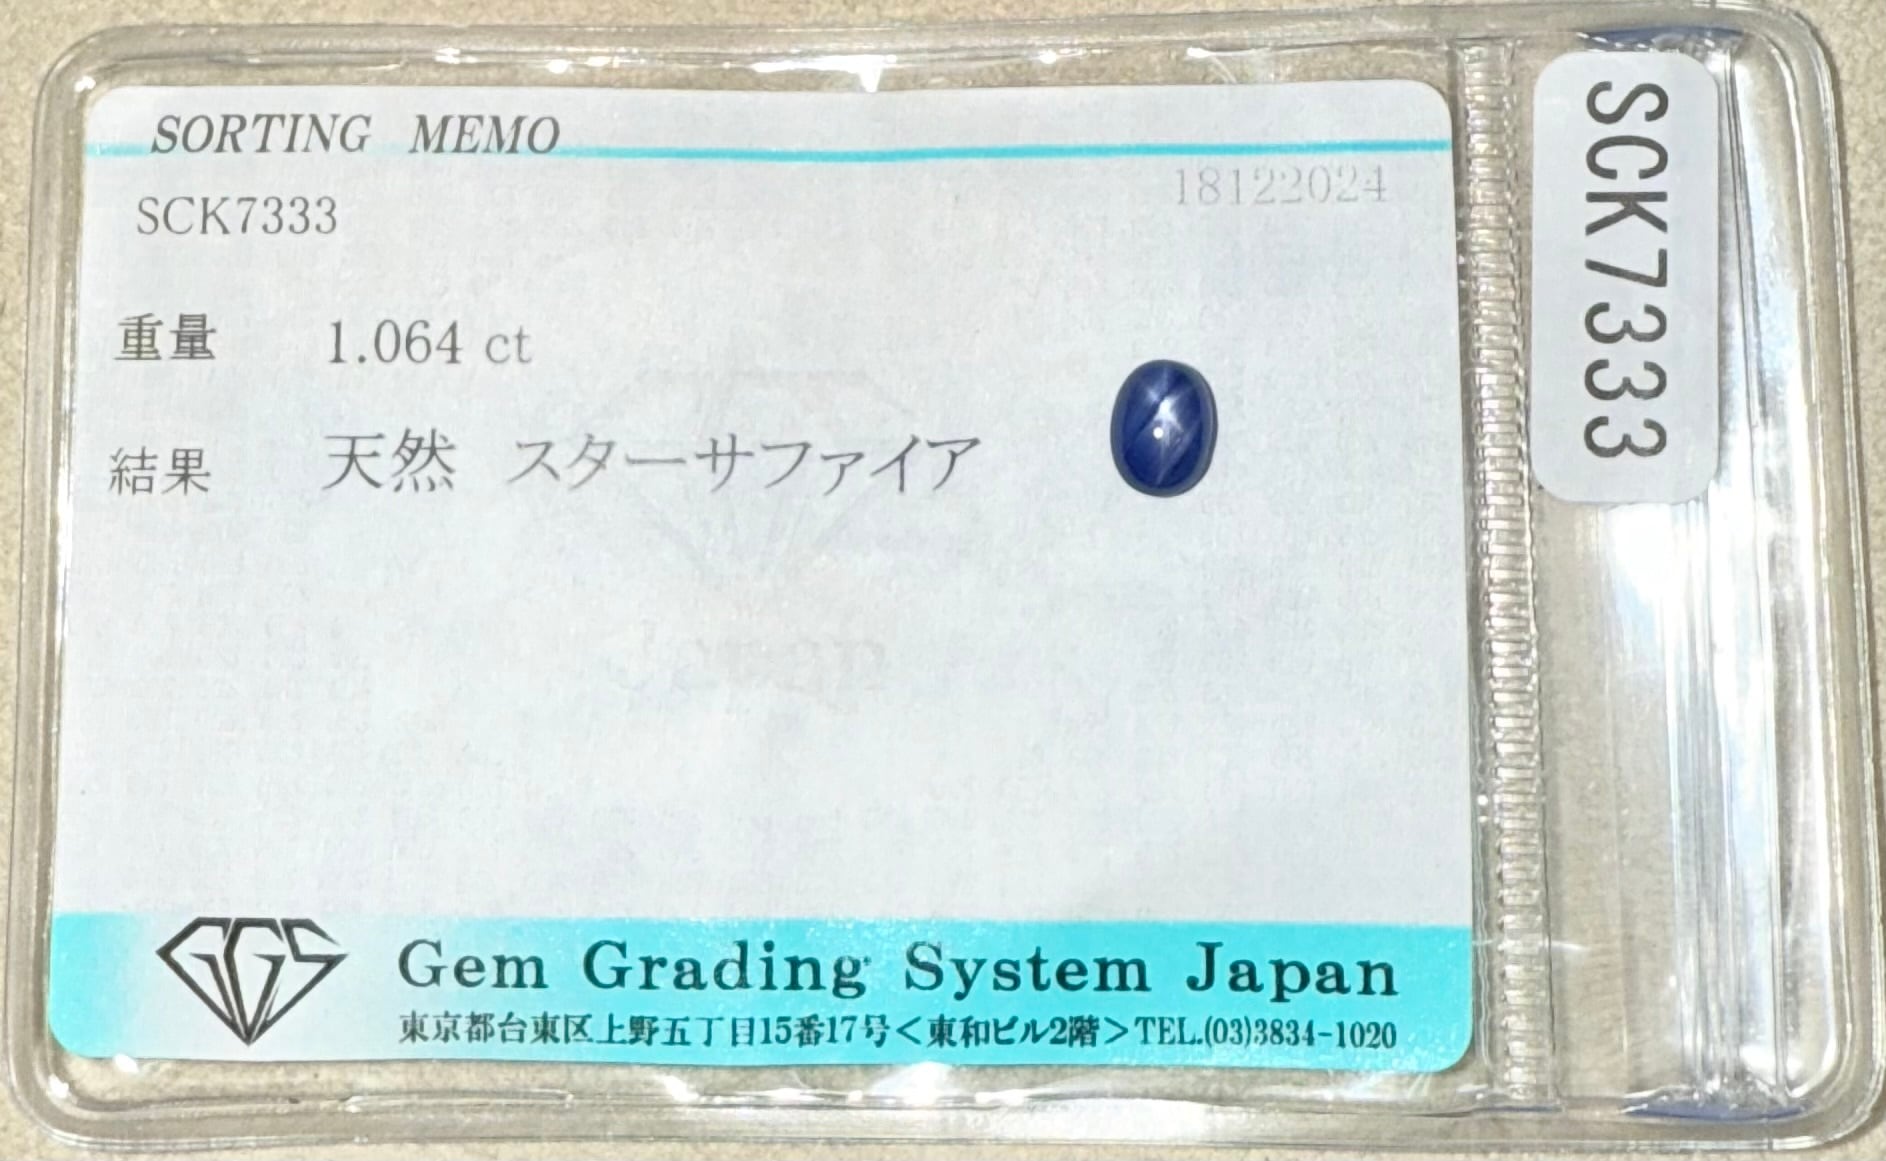 SORTING MEMO
18122024
SCK7333
重量 1.064 ct
結果 天然 スターサファイア
Japan
GGS
Gem Grading System Japan
東京都台東区上野五丁目15番17号＜東和ビル2階＞TEL.(03)3834-1020
SCK7333